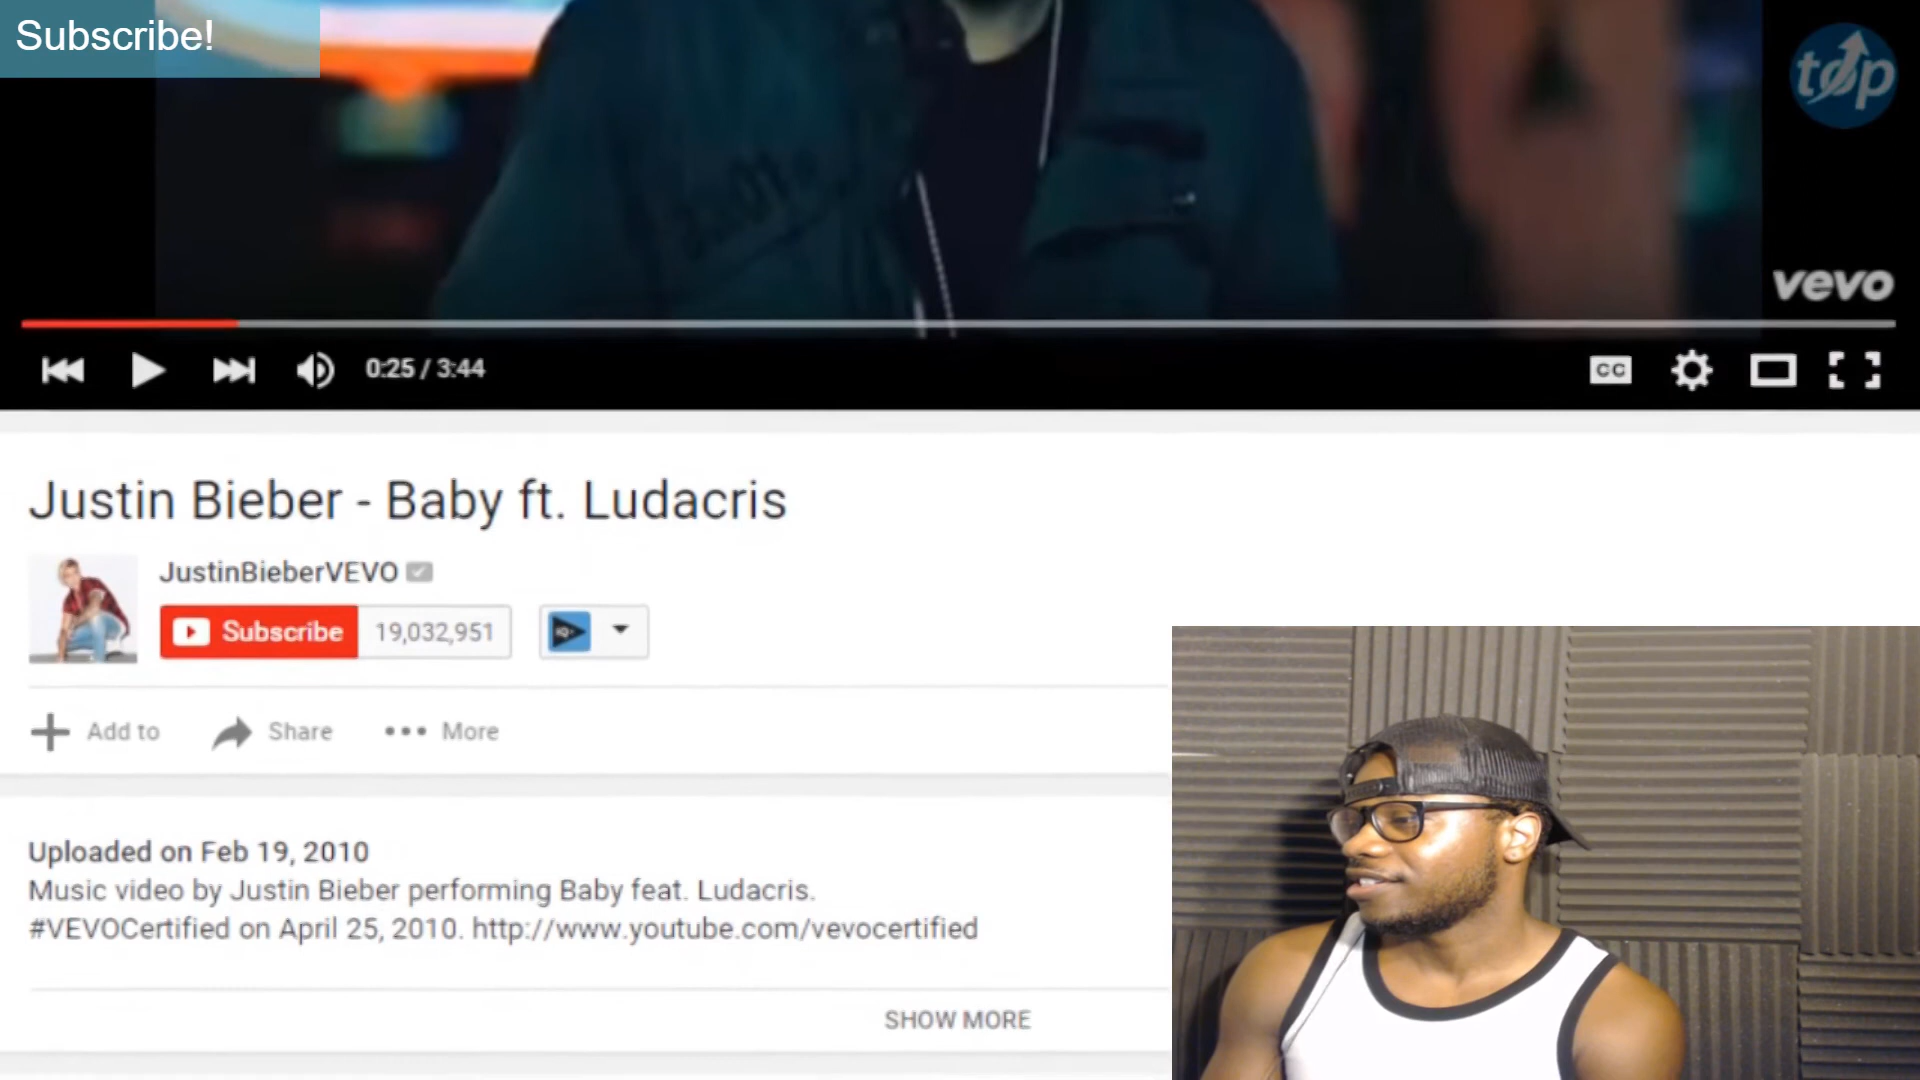 Subscribe!
tøp
vevo
0:25 / 3:44
CC
Justin Bieber - Baby ft. Ludacris
JustinBieberVEVO
Subscribe 19,032,951
Add to Share More
Uploaded on Feb 19, 2010
Music video by Justin Bieber performing Baby feat. Ludacris.
#VEVOCertified on April 25, 2010. http://www.youtube.com/vevocertified
SHOW MORE